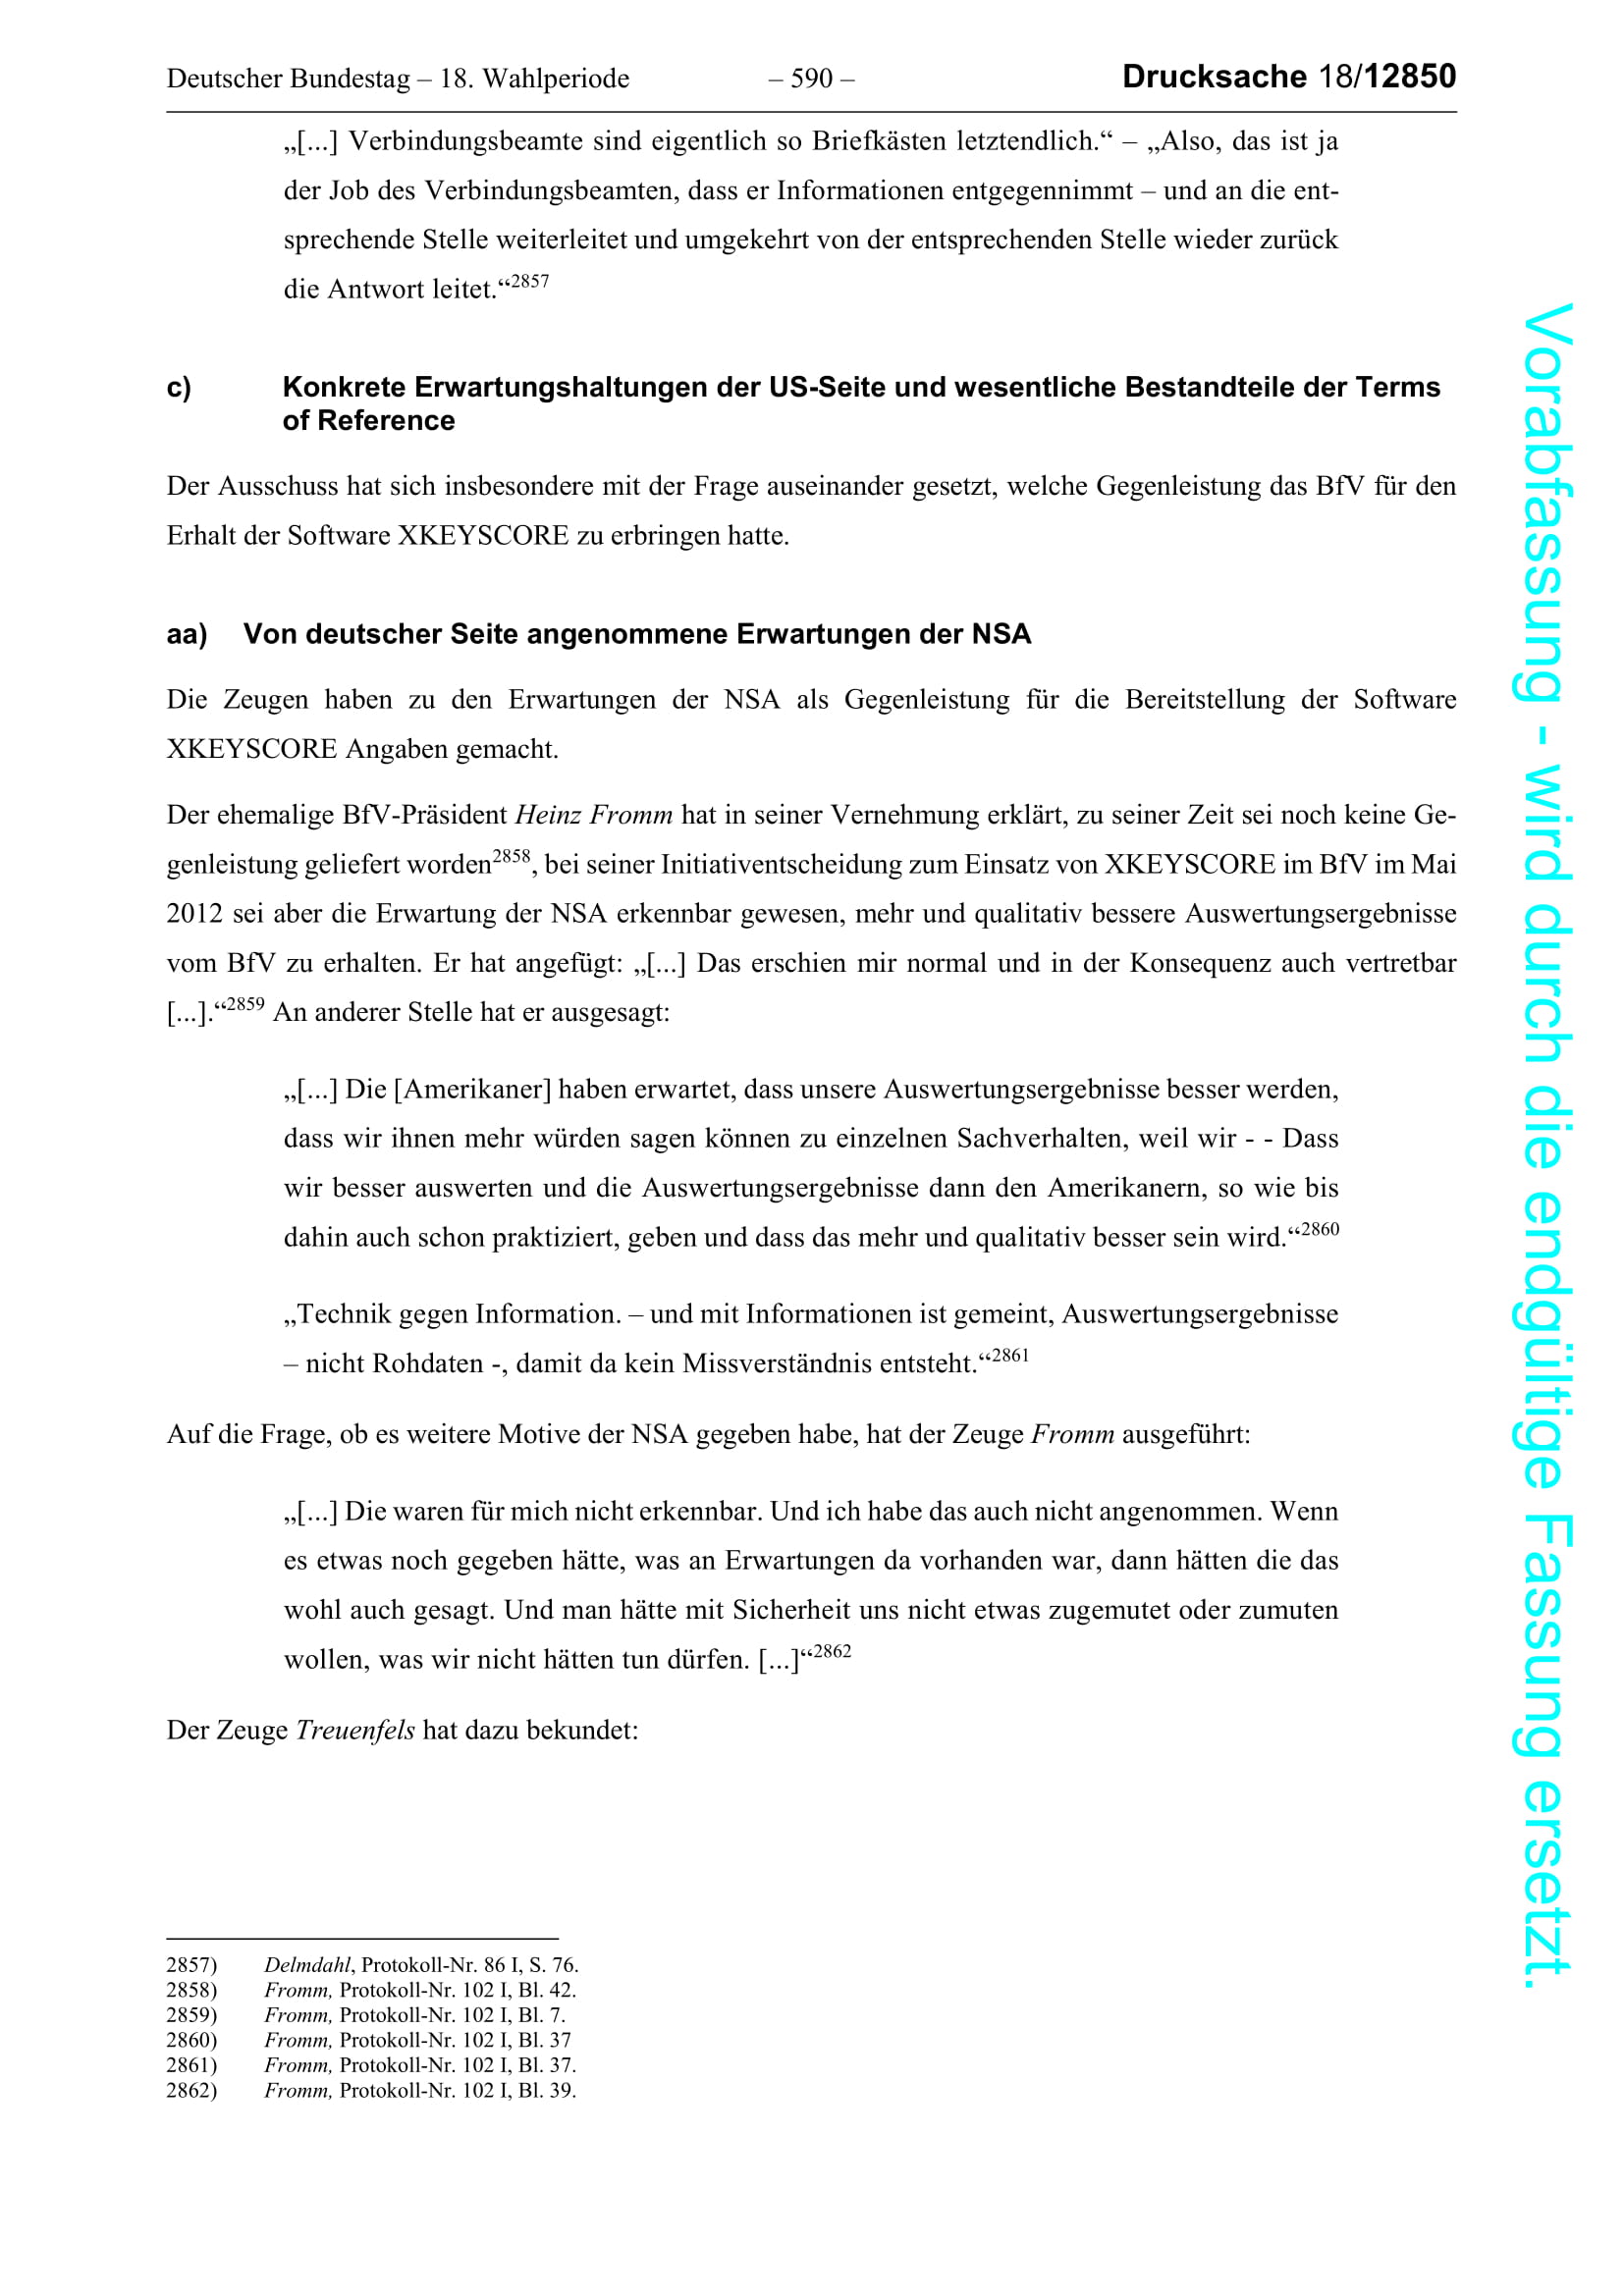 Deutscher Bundestag – 18. Wahlperiode – 590 – Drucksache 18/12850
„[...] Verbindungsbeamte sind eigentlich so Briefkästen letztendlich.“ – „Also, das ist ja
der Job des Verbindungsbeamten, dass er Informationen entgegennimmt – und an die ent-
sprechende Stelle weiterleitet und umgekehrt von der entsprechenden Stelle wieder zurück
die Antwort leitet.“2857
c) Konkrete Erwartungshaltungen der US-Seite und wesentliche Bestandteile der Terms
of Reference
Der Ausschuss hat sich insbesondere mit der Frage auseinander gesetzt, welche Gegenleistung das BfV für den
Erhalt der Software XKEYSCORE zu erbringen hatte.
aa) Von deutscher Seite angenommene Erwartungen der NSA
Die Zeugen haben zu den Erwartungen der NSA als Gegenleistung für die Bereitstellung der Software
XKEYSCORE Angaben gemacht.
Der ehemalige BfV-Präsident Heinz Fromm hat in seiner Vernehmung erklärt, zu seiner Zeit sei noch keine Ge-
genleistung geliefert worden2858, bei seiner Initiativentscheidung zum Einsatz von XKEYSCORE im BfV im Mai
2012 sei aber die Erwartung der NSA erkennbar gewesen, mehr und qualitativ bessere Auswertungsergebnisse
vom BfV zu erhalten. Er hat angefügt: „[...] Das erschien mir normal und in der Konsequenz auch vertretbar
[...].“2859 An anderer Stelle hat er ausgesagt:
„[...] Die [Amerikaner] haben erwartet, dass unsere Auswertungsergebnisse besser werden,
dass wir ihnen mehr würden sagen können zu einzelnen Sachverhalten, weil wir - - Dass
wir besser auswerten und die Auswertungsergebnisse dann den Amerikanern, so wie bis
dahin auch schon praktiziert, geben und dass das mehr und qualitativ besser sein wird.“2860
„Technik gegen Information. – und mit Informationen ist gemeint, Auswertungsergebnisse
– nicht Rohdaten -, damit da kein Missverständnis entsteht.“2861
Auf die Frage, ob es weitere Motive der NSA gegeben habe, hat der Zeuge Fromm ausgeführt:
„[...] Die waren für mich nicht erkennbar. Und ich habe das auch nicht angenommen. Wenn
es etwas noch gegeben hätte, was an Erwartungen da vorhanden war, dann hätten die das
wohl auch gesagt. Und man hätte mit Sicherheit uns nicht etwas zugemutet oder zumuten
wollen, was wir nicht hätten tun dürfen. [...]“2862
Der Zeuge Treuenfels hat dazu bekundet:
2857) Delmdahl, Protokoll-Nr. 86 I, S. 76.
2858) Fromm, Protokoll-Nr. 102 I, Bl. 42.
2859) Fromm, Protokoll-Nr. 102 I, Bl. 7.
2860) Fromm, Protokoll-Nr. 102 I, Bl. 37
2861) Fromm, Protokoll-Nr. 102 I, Bl. 37.
2862) Fromm, Protokoll-Nr. 102 I, Bl. 39.
Vorabfassung - wird durch die endgültige Fassung ersetzt.